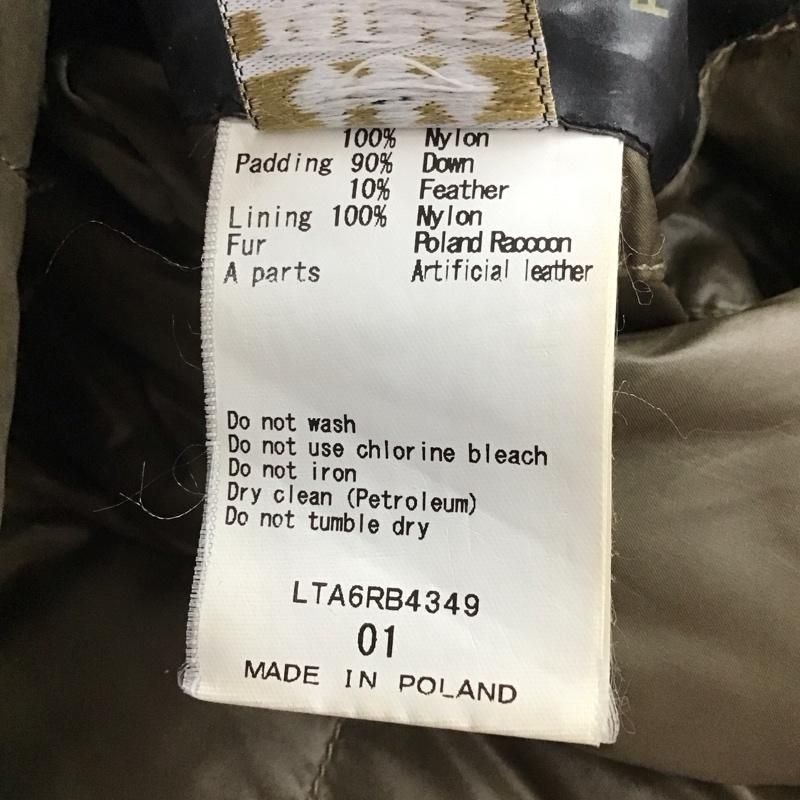 100% Nylon
Padding 90% Down
10% Feather
Lining 100% Nylon
Fur Poland Racooon
A parts Artificial leather
Do not wash
Do not use chlorine bleach
Do not iron
Dry clean (Petroleum)
Do not tumble dry
LTA6RB4349
01
MADE IN POLAND